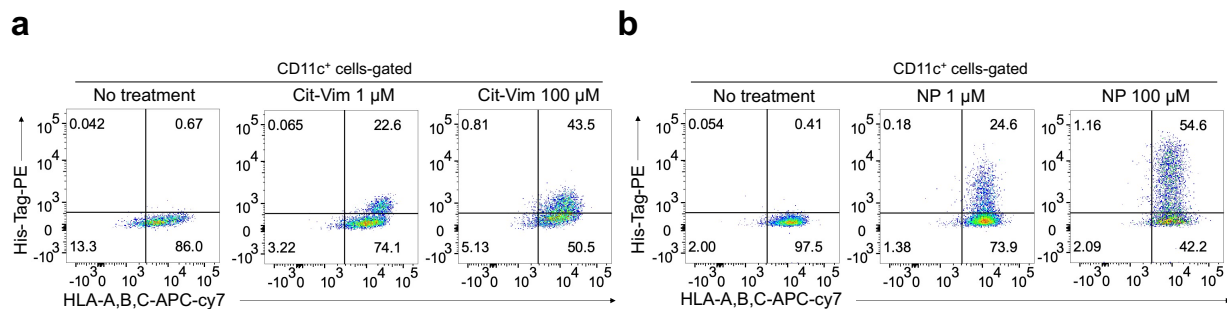 a
CD11c⁺ cells-gated
No treatment
Cit-Vim 1 µM
Cit-Vim 100 µM
His-Tag-PE
10⁵
10⁴
10³
0
-10³
0.042 0.67
13.3 86.0
10⁵
10⁴
10³
0
-10³
0.065 22.6
3.22 74.1
10⁵
10⁴
10³
0
-10³
0.81 43.5
5.13 50.5
-10³ 0 10³ 10⁴ 10⁵
-10³ 0 10³ 10⁴ 10⁵
-10³ 0 10³ 10⁴ 10⁵
HLA-A,B,C-APC-cy7
b
CD11c⁺ cells-gated
No treatment
NP 1 µM
NP 100 µM
His-Tag-PE
10⁵
10⁴
10³
0
-10³
0.054 0.41
2.00 97.5
10⁵
10⁴
10³
0
-10³
0.18 24.6
1.38 73.9
10⁵
10⁴
10³
0
-10³
1.16 54.6
2.09 42.2
-10³ 0 10³ 10⁴ 10⁵
-10³ 0 10³ 10⁴ 10⁵
-10³ 0 10³ 10⁴ 10⁵
HLA-A,B,C-APC-cy7